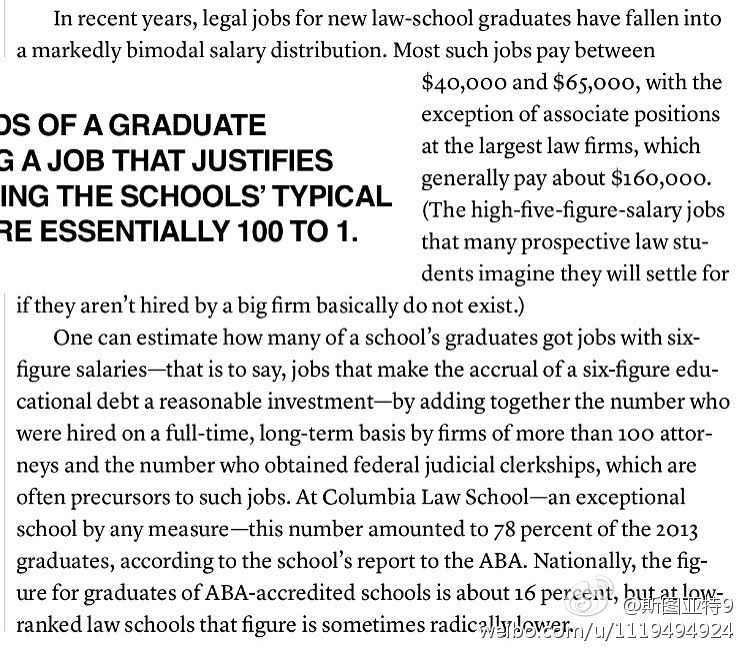 In recent years, legal jobs for new law-school graduates have fallen into
a markedly bimodal salary distribution. Most such jobs pay between
$40,000 and $65,000, with the
exception of associate positions
at the largest law firms, which
generally pay about $160,000.
(The high-five-figure-salary jobs
that many prospective law stu-
dents imagine they will settle for
if they aren’t hired by a big firm basically do not exist.)
DS OF A GRADUATE
G A JOB THAT JUSTIFIES
ING THE SCHOOLS’ TYPICAL
RE ESSENTIALLY 100 TO 1.
One can estimate how many of a school’s graduates got jobs with six-
figure salaries—that is to say, jobs that make the accrual of a six-figure edu-
cational debt a reasonable investment—by adding together the number who
were hired on a full-time, long-term basis by firms of more than 100 attor-
neys and the number who obtained federal judicial clerkships, which are
often precursors to such jobs. At Columbia Law School—an exceptional
school by any measure—this number amounted to 78 percent of the 2013
graduates, according to the school’s report to the ABA. Nationally, the fig-
ure for graduates of ABA-accredited schools is about 16 percent, but at low-
ranked law schools that figure is sometimes radically lower.
@斯图亚特9
weibo.com/u/1119494924